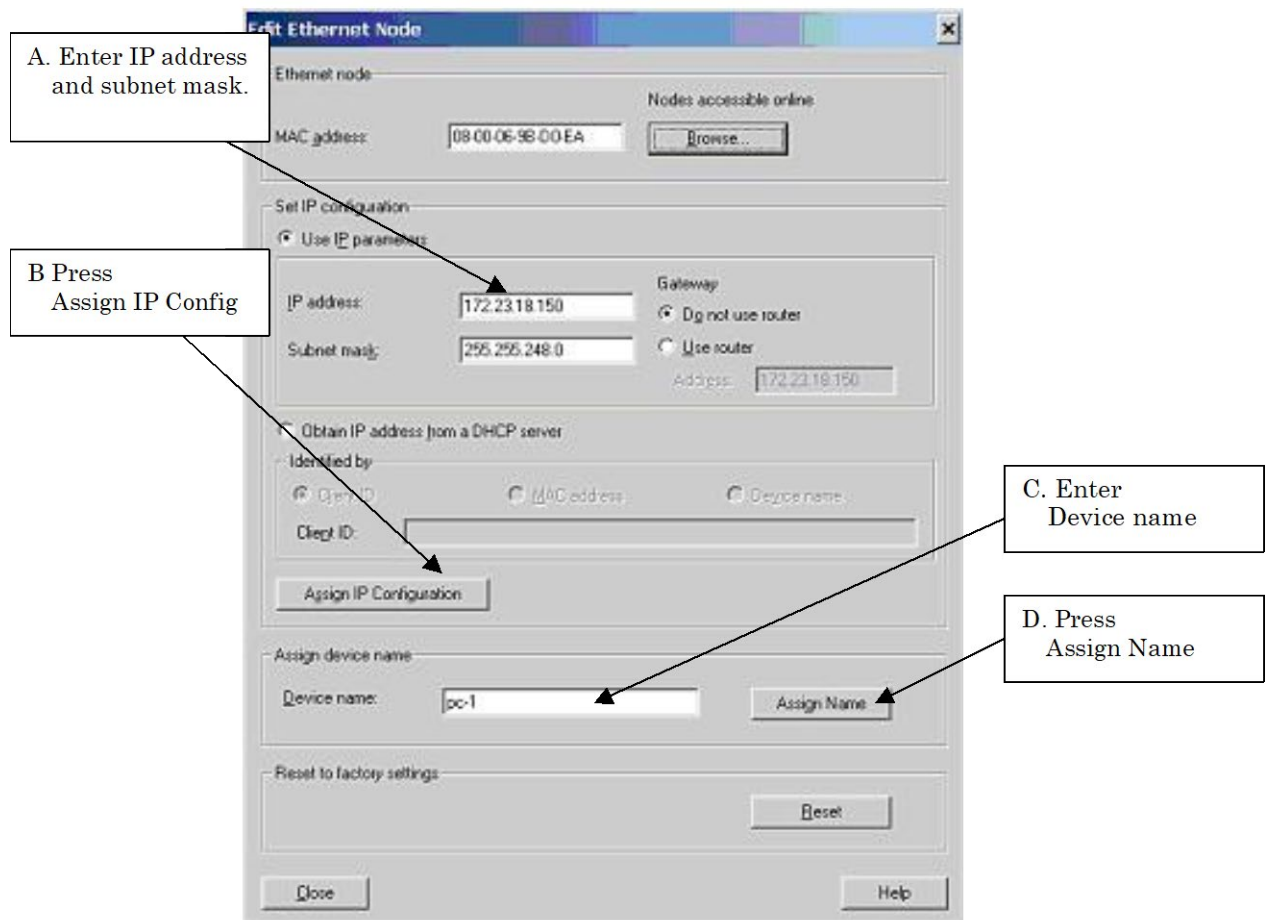 Edit Ethernet Node
A. Enter IP address
and subnet mask.
Ethernet node
Nodes accessible online
MAC address:
08-00-06-9B-D0-EA
Browse...
Set IP configuration
Use IP parameters
B Press
Assign IP Config
IP address:
172.23.18.150
Gateway
Do not use router
Subnet mask:
255.255.248.0
Use router
Address:
172.23.18.150
Obtain IP address from a DHCP server
Identified by
Client ID
MAC address
Device name
Client ID:
C. Enter
Device name
Assign IP Configuration
D. Press
Assign Name
Assign device name
Device name:
pc-1
Assign Name
Reset to factory settings
Reset
Close
Help